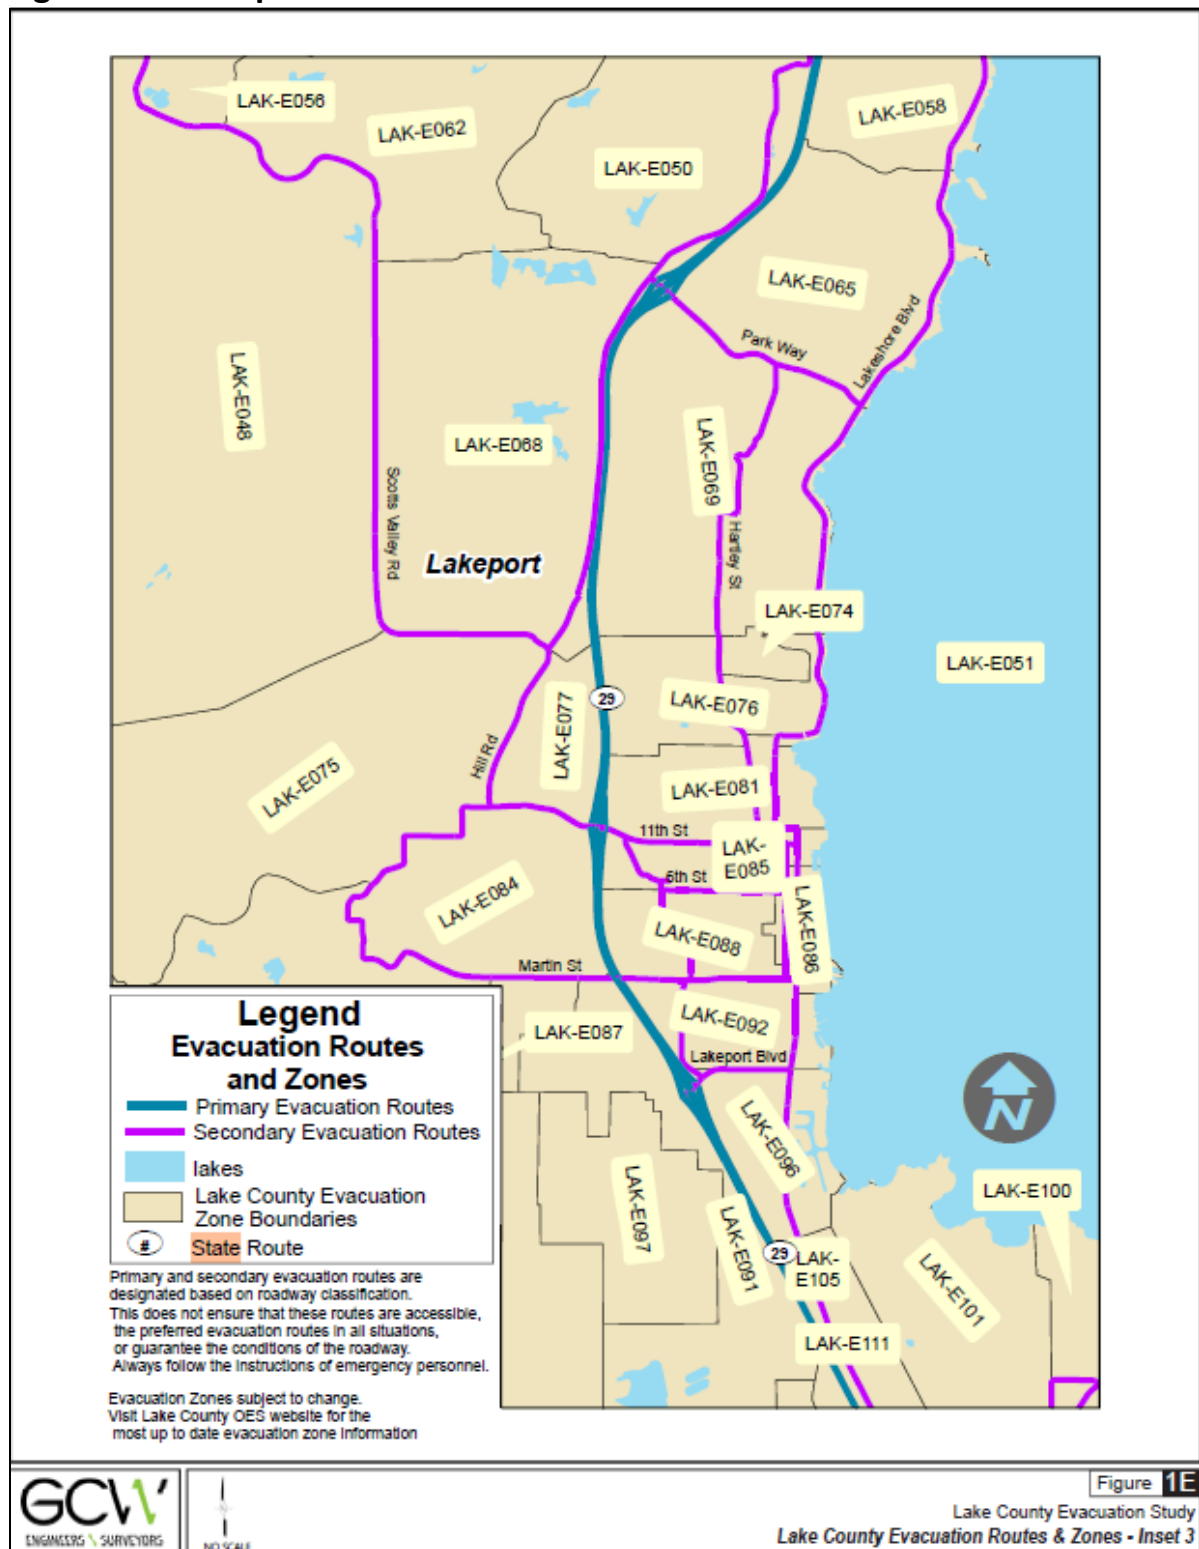 LAK-E056
LAK-E062
LAK-E058
LAK-E050
LAK-E065
Park Way
Lakeshore Blvd
LAK-E048
LAK-E068
LAK-E069
Scotts Valley Rd
Lakeport
Hartley St
LAK-E074
LAK-E051
29
LAK-E076
LAK-E077
Hill Rd
LAK-E075
LAK-E081
11th St
LAK-
E085
6th St
LAK-E084
LAK-E086
LAK-E088
Martin St
LAK-E092
LAK-E087
Lakeport Blvd
LAK-E096
LAK-E097
LAK-E091
29
LAK-
E105
LAK-E100
LAK-E101
LAK-E111
N
Legend
Evacuation Routes
and Zones
Primary Evacuation Routes
Secondary Evacuation Routes
lakes
Lake County Evacuation
Zone Boundaries
# State Route
Primary and secondary evacuation routes are
designated based on roadway classification.
This does not ensure that these routes are accessible,
the preferred evacuation routes in all situations,
or guarantee the conditions of the roadway.
Always follow the instructions of emergency personnel.
Evacuation Zones subject to change.
Visit Lake County OES website for the
most up to date evacuation zone information
GCW
ENGINEERS \ SURVEYORS
NO SCALE
Figure 1E
Lake County Evacuation Study
Lake County Evacuation Routes & Zones - Inset 3